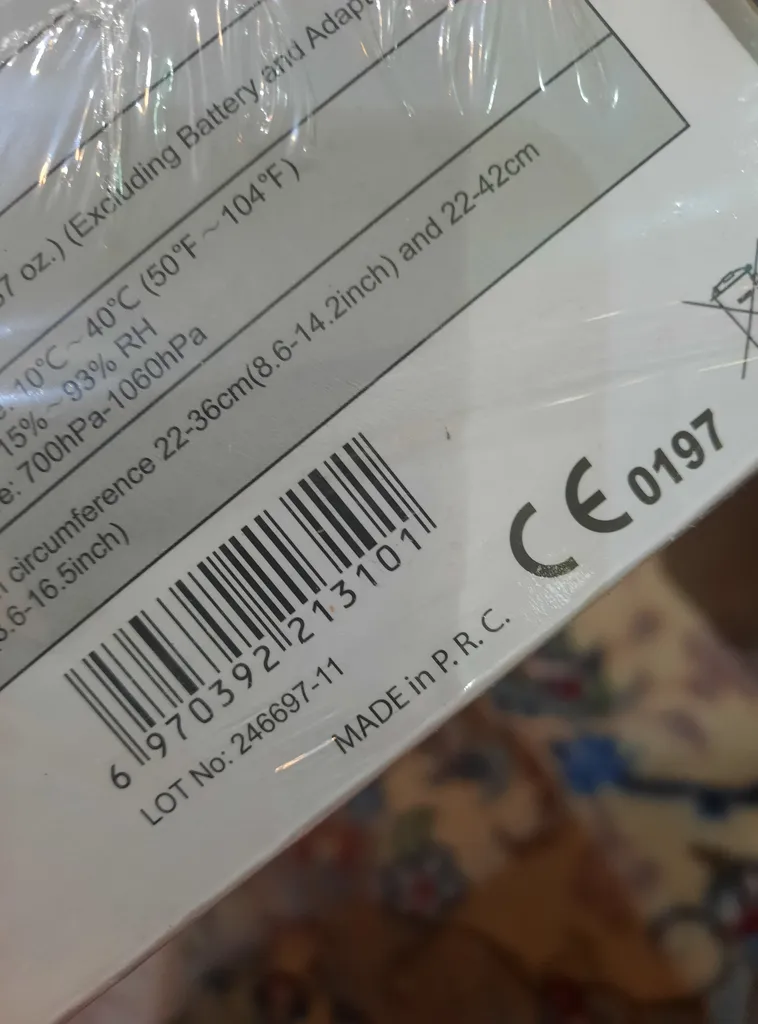 7 oz.) (Excluding Battery and
10°C~40°C (50°F~104°F)
15%~93% RH
e: 700hPa-1060hPa
circumference 22-36cm(8.6-14.2inch) and 22-42cm
.6-16.5inch)
6 970392 213101
LOT No: 246697-11
MADE in P. R. C.
CE 0197